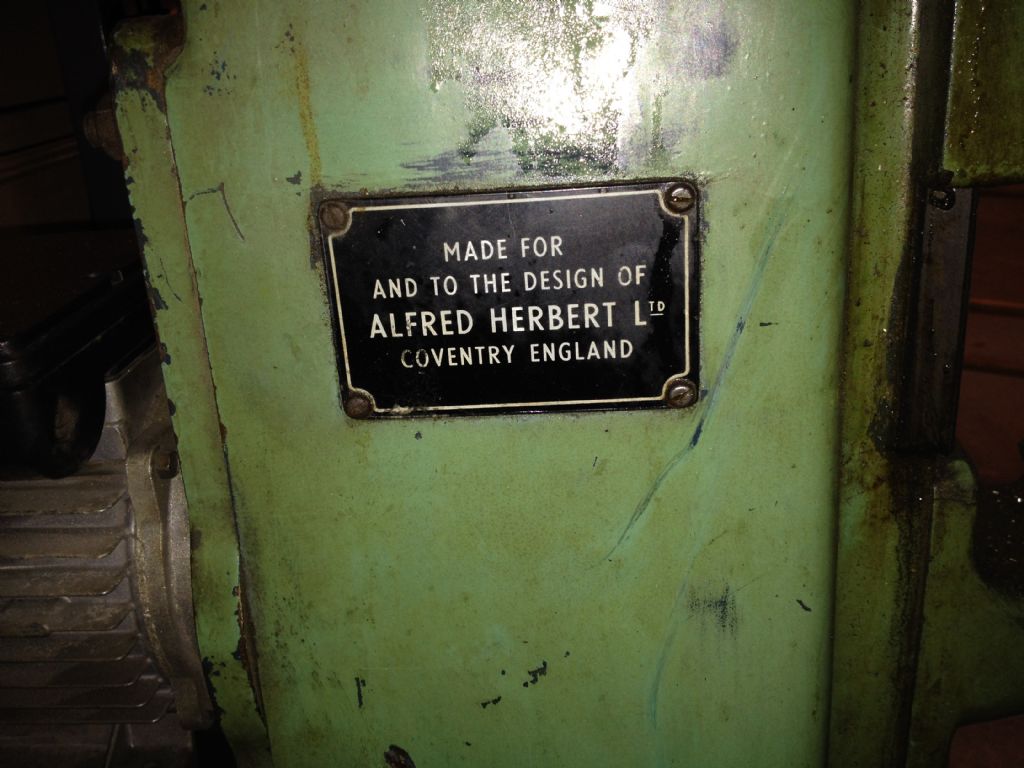 MADE FOR
AND TO THE DESIGN OF
ALFRED HERBERT LTD
COVENTRY ENGLAND